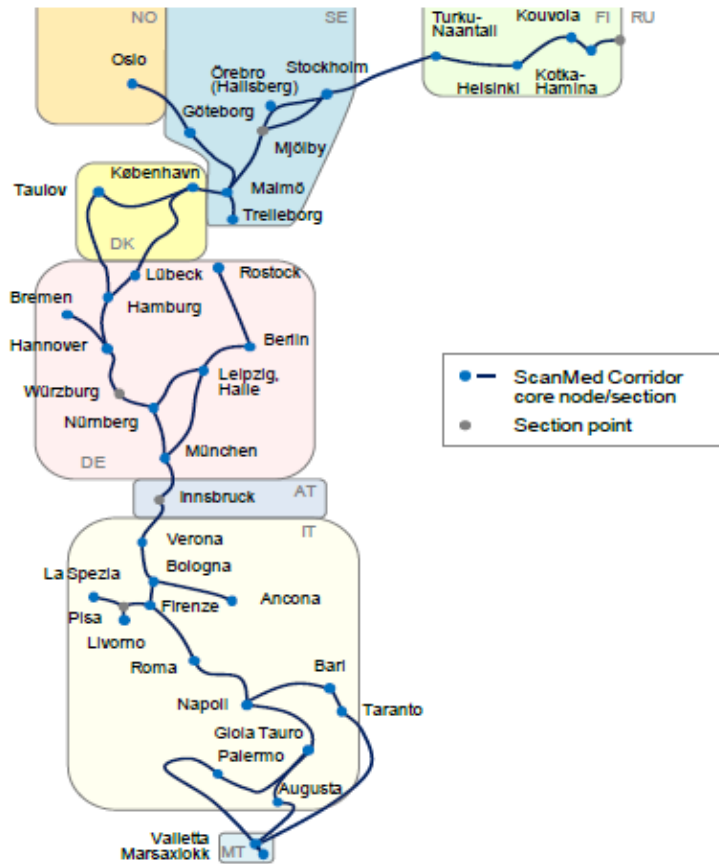 NO
SE
Turku-
Naantali
Kouvola
FI
RU
Oslo
Örebro
(Hallsberg)
Stockholm
Göteborg
Helsinki
Kotka-
Hamina
Mjölby
København
Malmö
Taulov
Trelleborg
DK
Lübeck
Rostock
Bremen
Hamburg
Hannover
Berlin
Würzburg
Leipzig,
Halle
Nürnberg
München
DE
ScanMed Corridor
core node/section
Section point
Innsbruck
AT
IT
Verona
Bologna
La Spezia
Ancona
Pisa
Firenze
Livorno
Roma
Bari
Napoli
Taranto
Gioia Tauro
Palermo
Augusta
Valletta
Marsaxlokk
MT